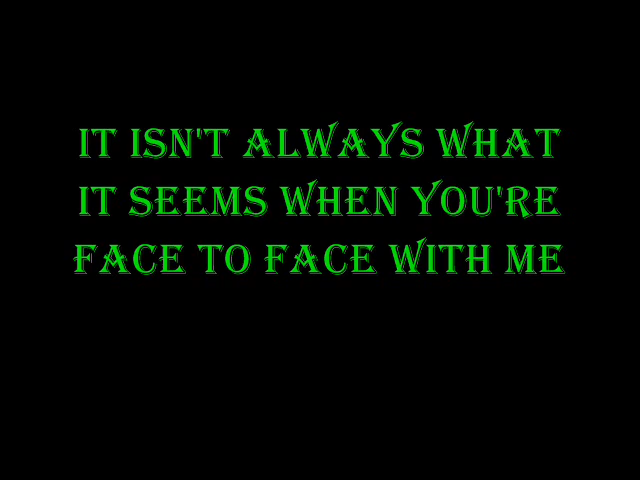 IT ISN'T ALWAYS WHAT
IT SEEMS WHEN YOU'RE
FACE TO FACE WITH ME